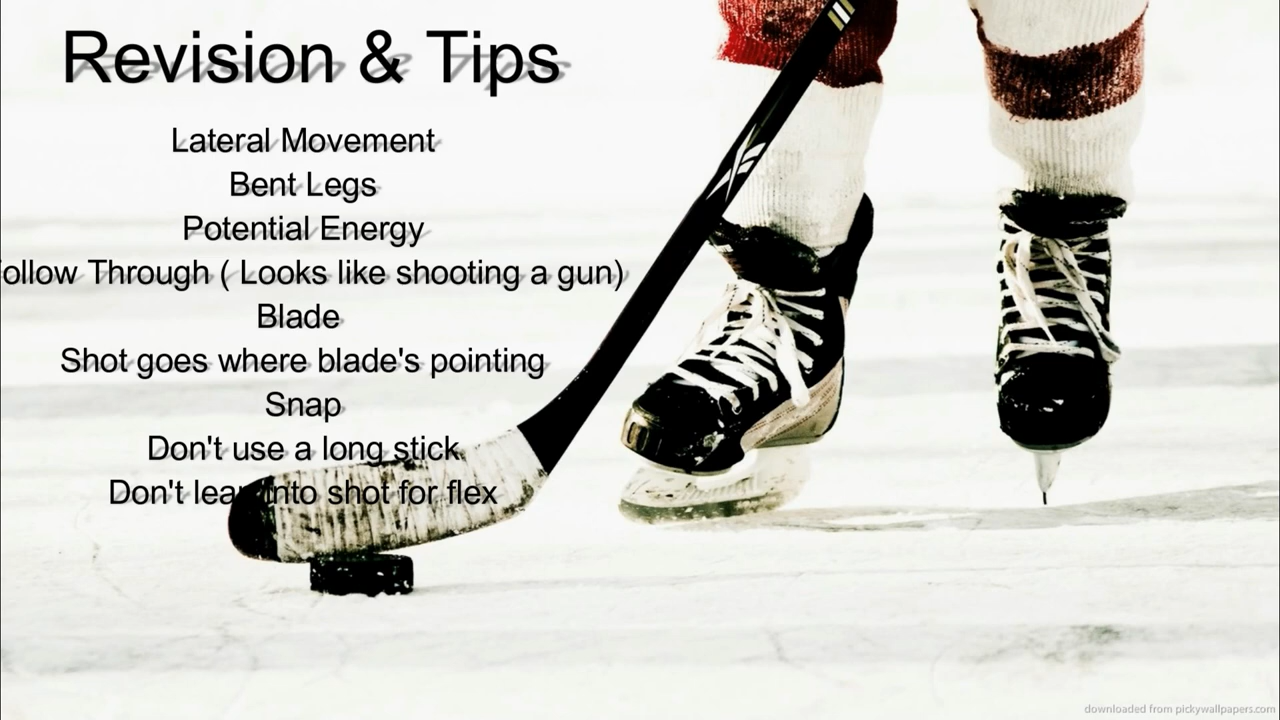 Revision & Tips
Lateral Movement
Bent Legs
Potential Energy
ollow Through ( Looks like shooting a gun)
Blade
Shot goes where blade's pointing
Snap
Don't use a long stick
Don't lean into shot for flex
downloaded from pickywallpapers.com